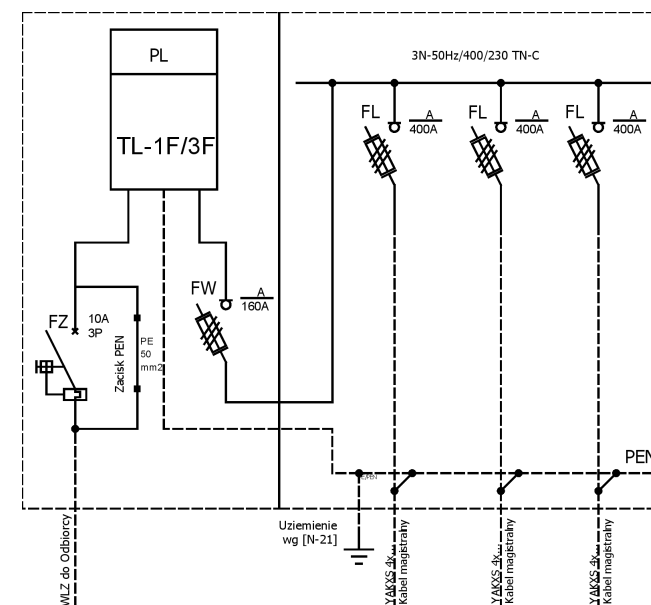 PL
3N-50Hz/400/230 TN-C
TL-1F/3F
FL
A
400A
FL
A
400A
FL
A
400A
FW
A
160A
FZ
10A
3P
Zacisk PEN
PE
50
mm2
PEN
Uziemienie
wg [N-21]
WLZ do Odbiorcy
YAKXS 4x...
Kabel magistralny
YAKXS 4x...
Kabel magistralny
YAKXS 4x...
Kabel magistralny